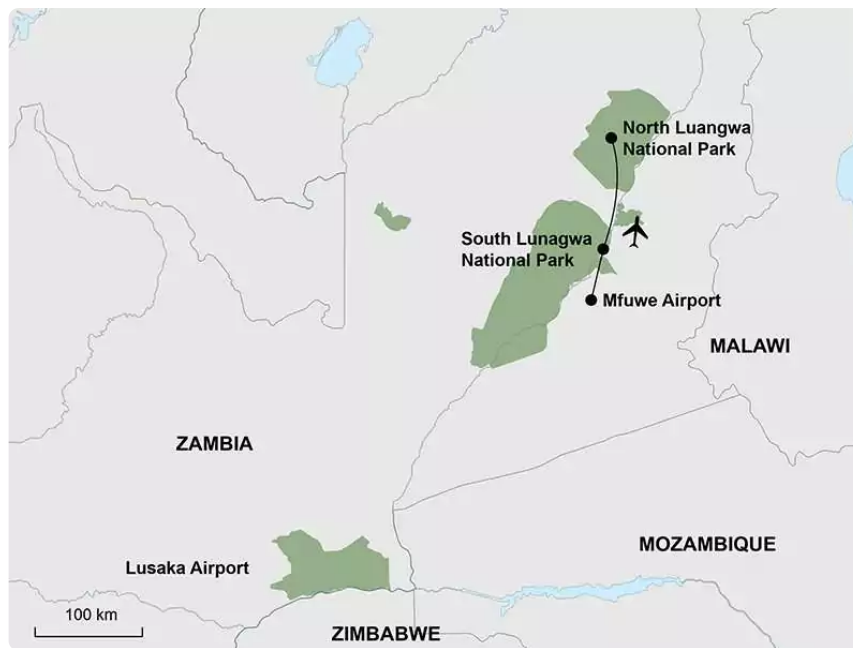 North Luangwa
National Park
South Lunagwa
National Park
Mfuwe Airport
MALAWI
ZAMBIA
MOZAMBIQUE
Lusaka Airport
100 km
ZIMBABWE